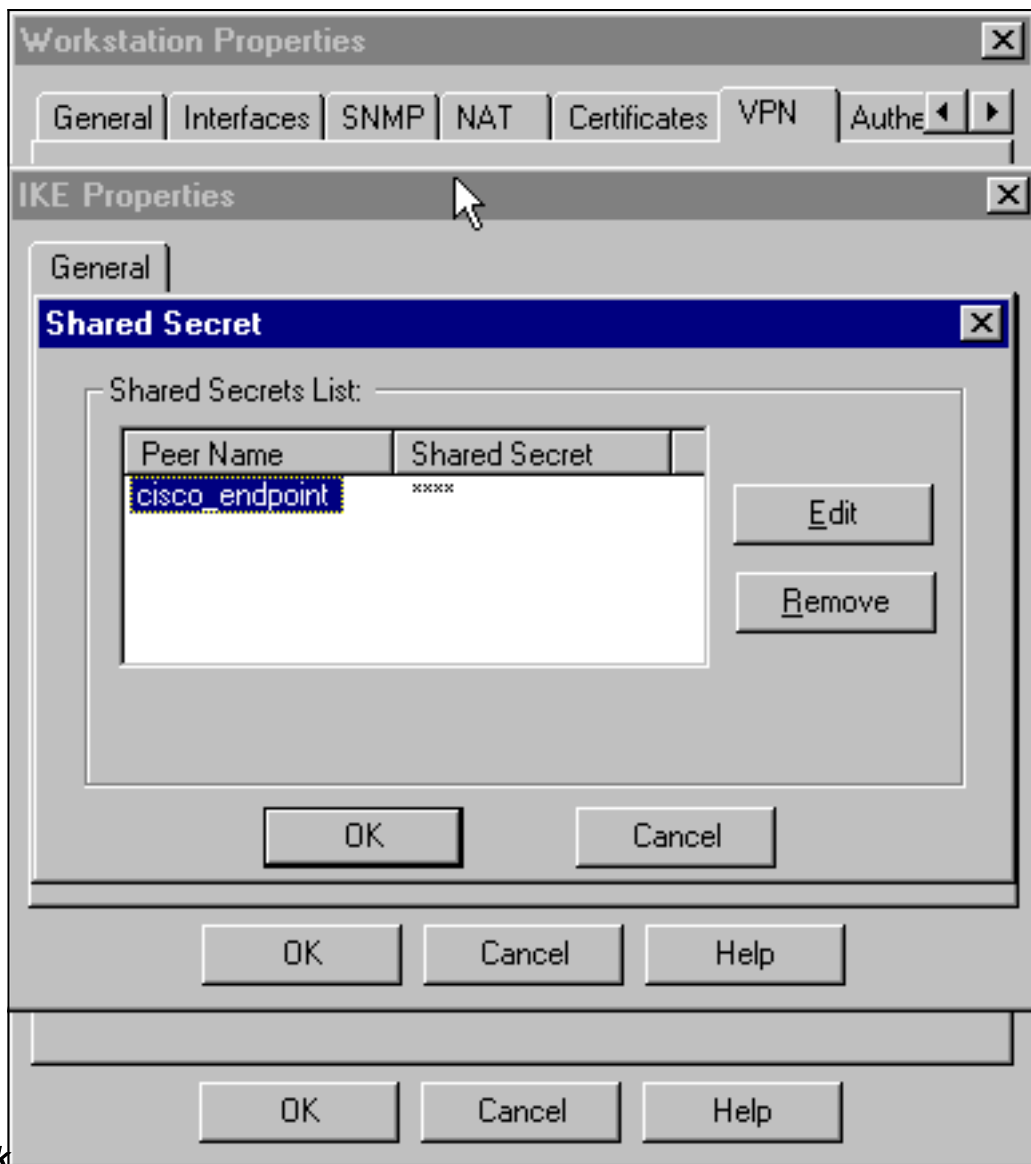 Workstation Properties
General Interfaces SNMP NAT Certificates VPN Authe
IKE Properties
General
Shared Secret
Shared Secrets List:
Peer Name Shared Secret
cisco_endpoint ****
Edit
Remove
OK Cancel
OK Cancel Help
OK Cancel Help
k